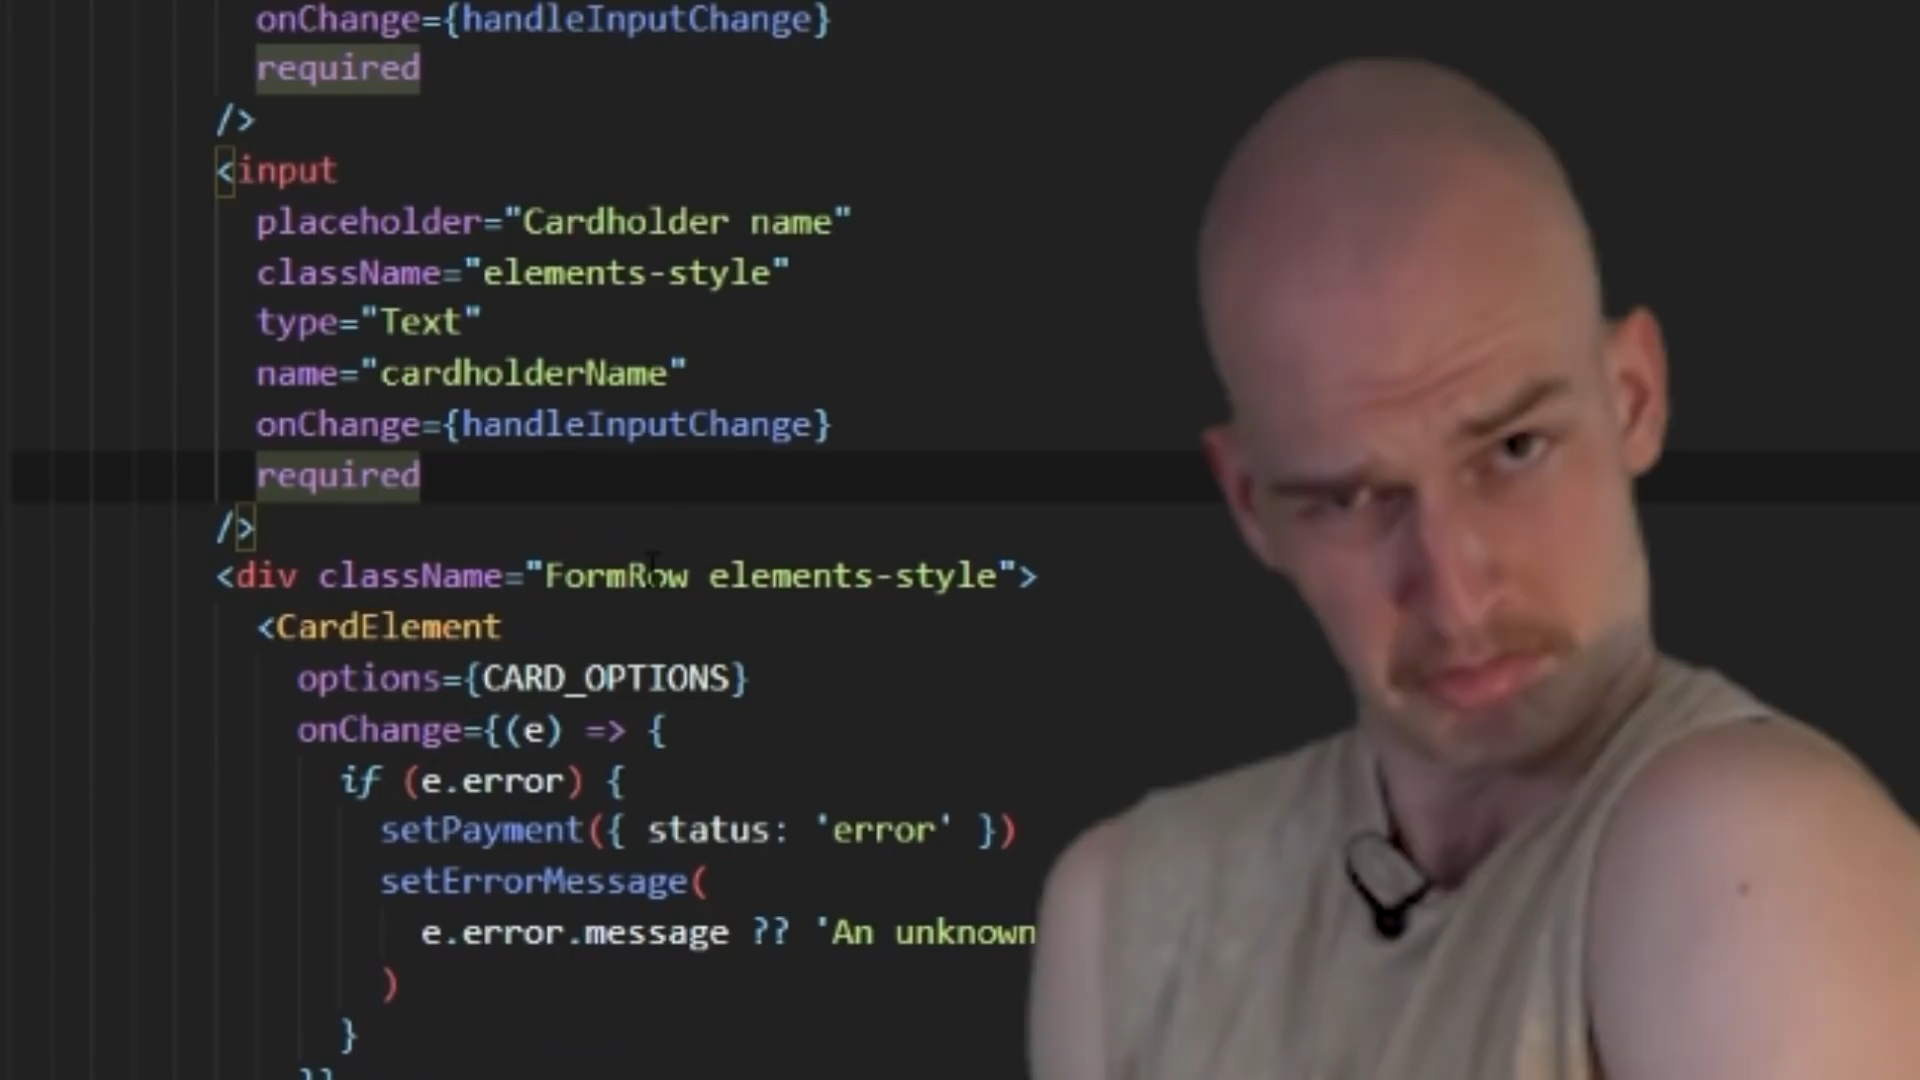 onChange={handleInputChange}
required
/>
<input
placeholder="Cardholder name"
className="elements-style"
type="Text"
name="cardholderName"
onChange={handleInputChange}
required
/>
<div className="FormRow elements-style">
<CardElement
options={CARD_OPTIONS}
onChange={(e) => {
if (e.error) {
setPayment({ status: 'error' })
setErrorMessage(
e.error.message ?? 'An unknown
)
}